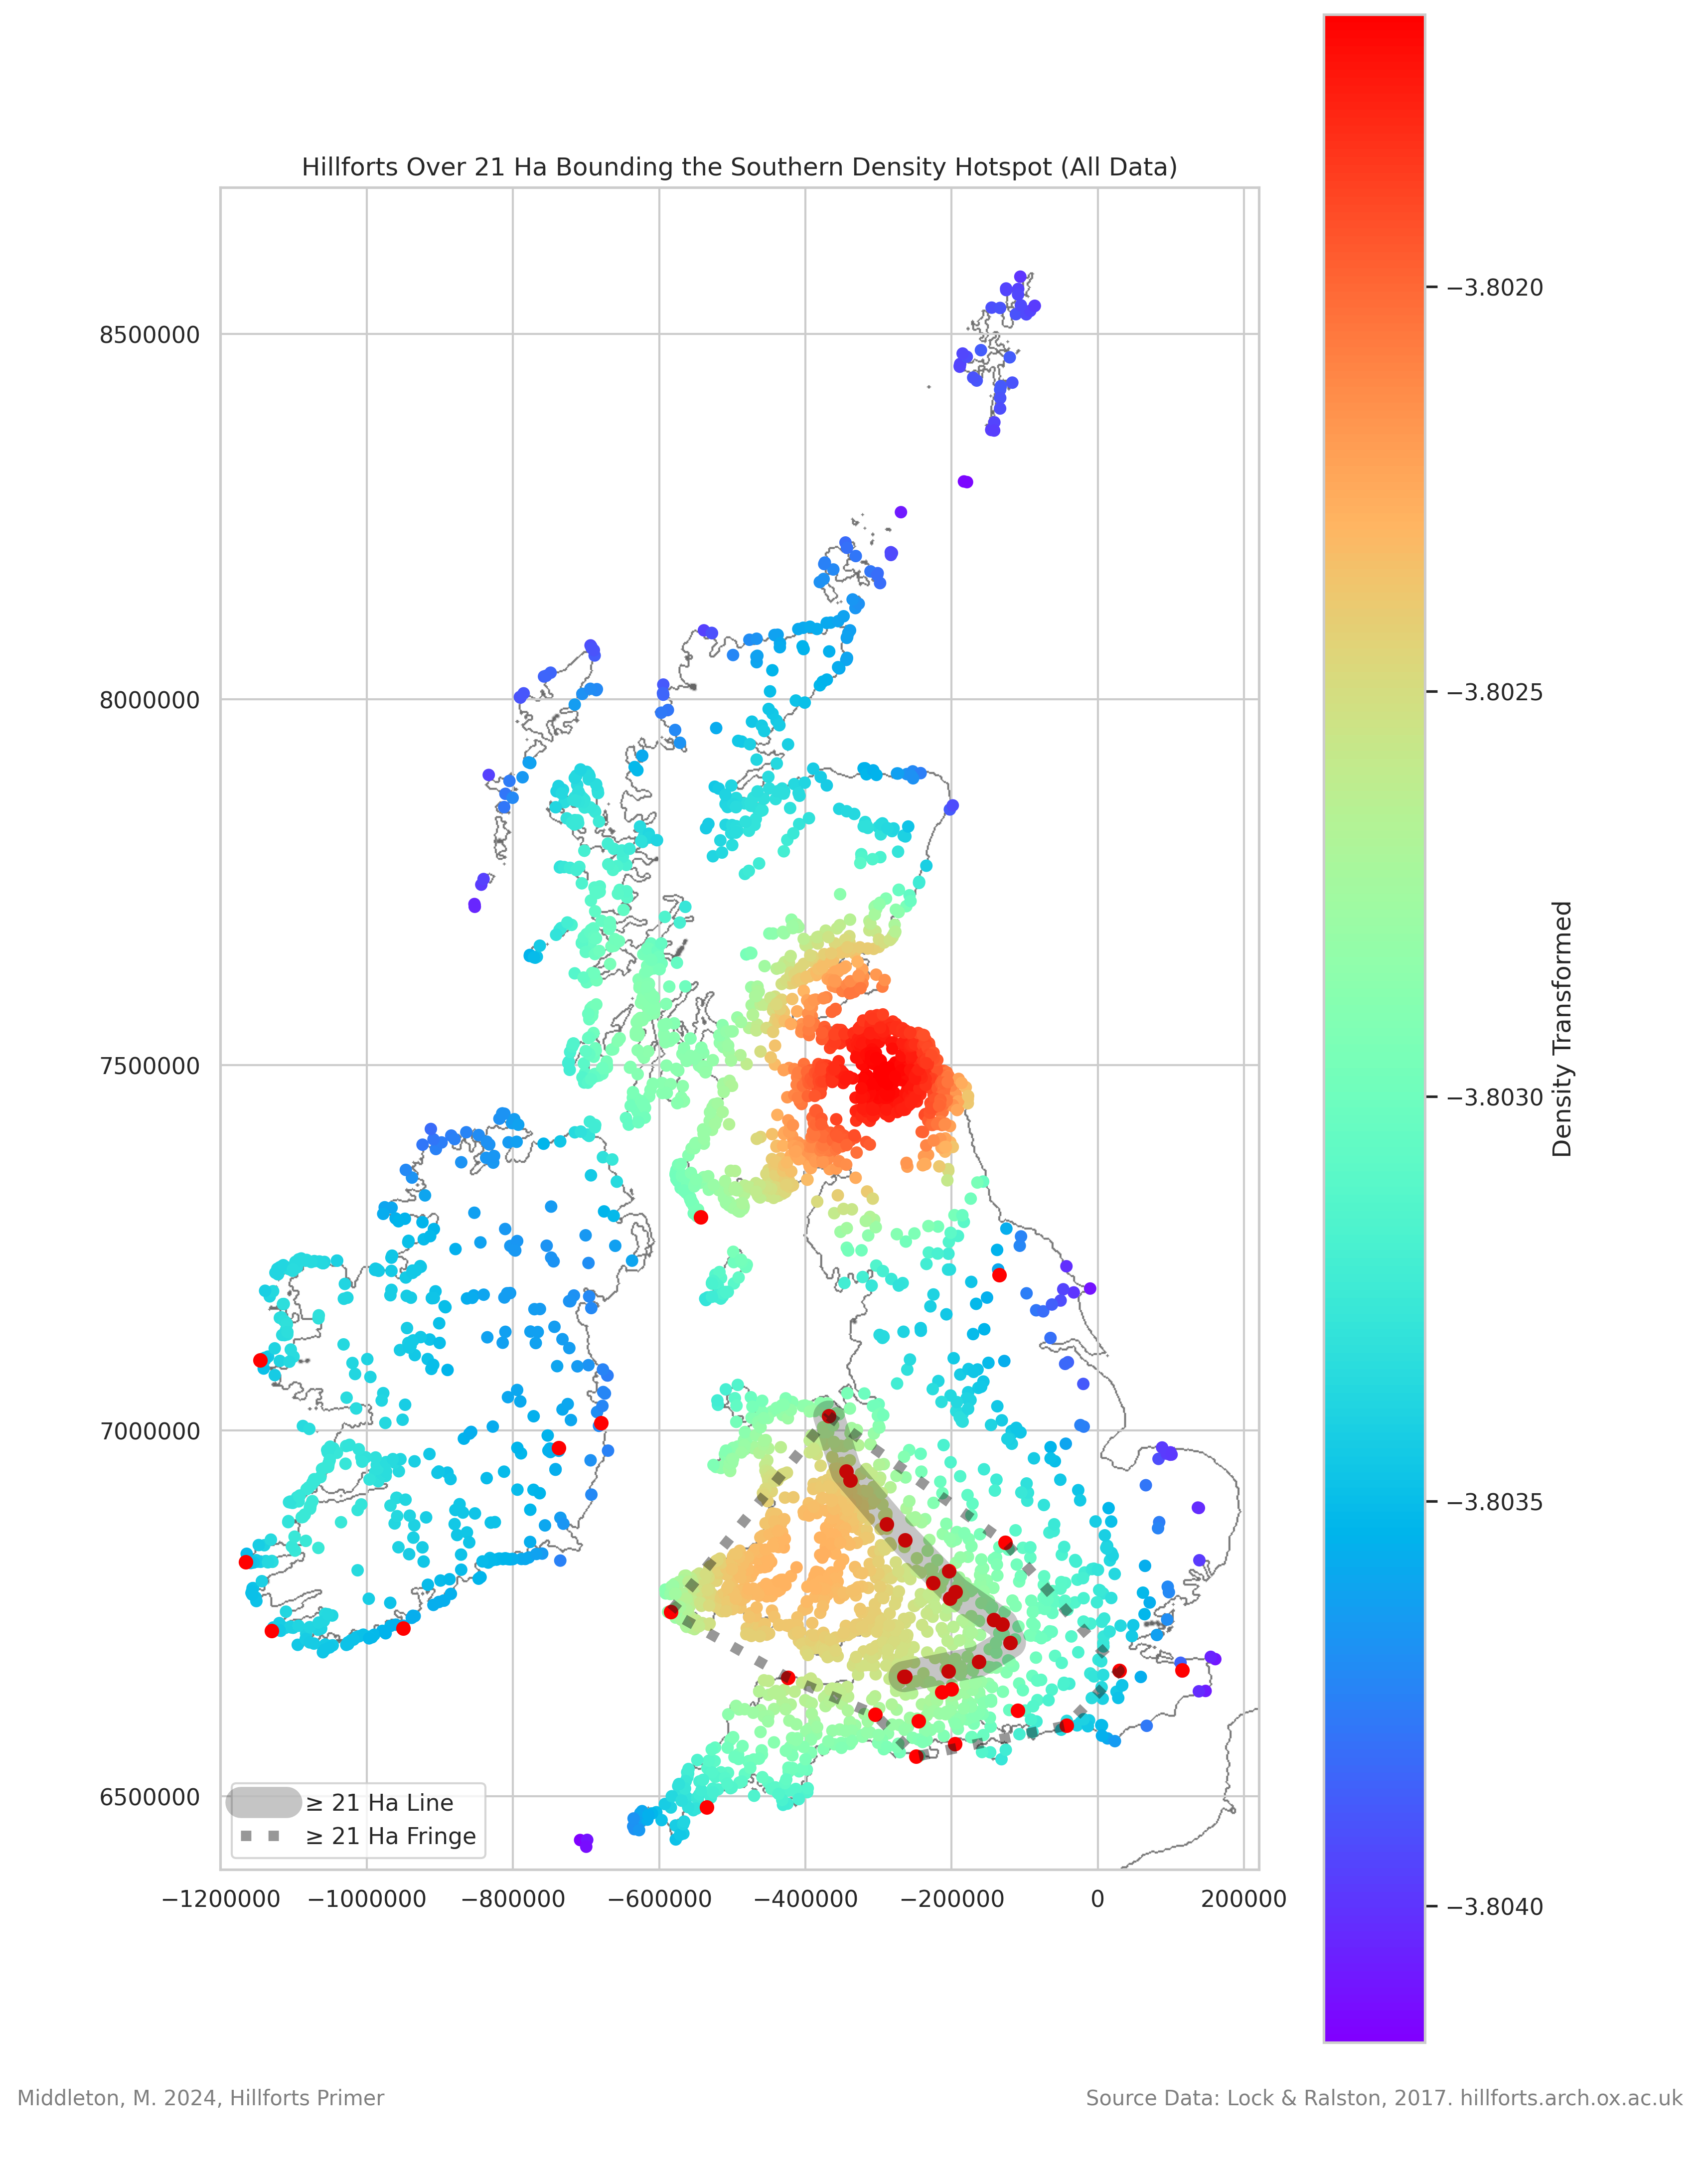 Hillforts Over 21 Ha Bounding the Southern Density Hotspot (All Data)
8500000
8000000
7500000
7000000
6500000
−1200000 −1000000 −800000 −600000 −400000 −200000 0 200000
≥ 21 Ha Line
≥ 21 Ha Fringe
−3.8020
−3.8025
−3.8030
−3.8035
−3.8040
Density Transformed
Middleton, M. 2024, Hillforts Primer
Source Data: Lock & Ralston, 2017. hillforts.arch.ox.ac.uk